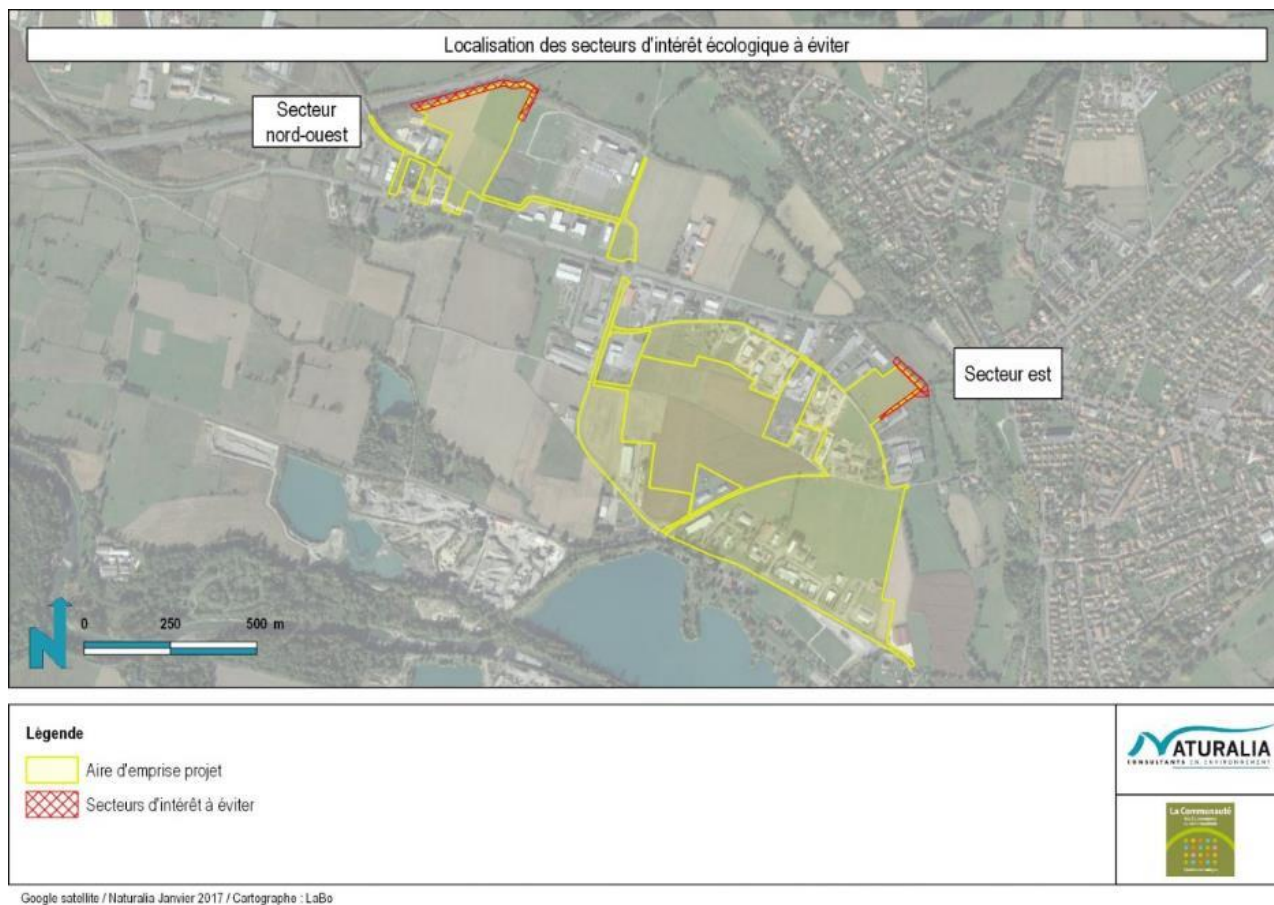 Localisation des secteurs d'intérêt écologique à éviter
Secteur
nord-ouest
Secteur est
0 250 500 m
N
Légende
Aire d'emprise projet
Secteurs d'intérêt à éviter
NATURALIA
CONSULTANTS EN ENVIRONNEMENT
La Communauté
Google satellite / Naturalia Janvier 2017 / Cartographe : LaBo